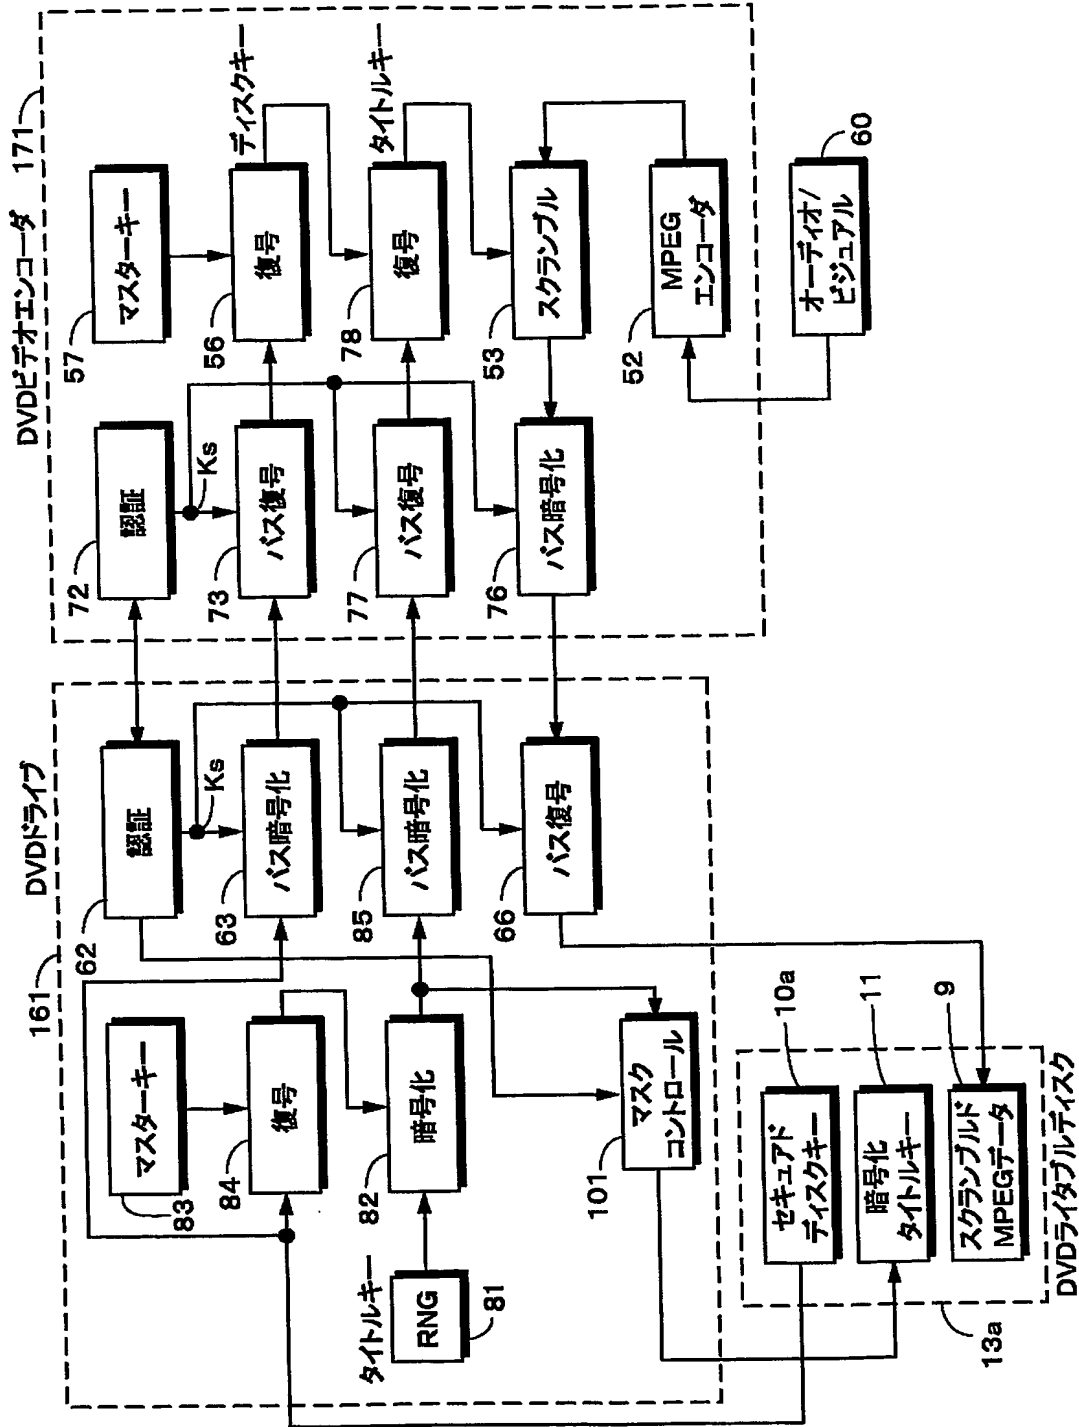 161
DVDドライブ
DVDビデオエンコーダ
171
62
認証
72
認証
57
マスターキー
83
マスターキー
Ks
Ks
63
バス暗号化
73
バス復号
56
復号
ディスクキー
84
復号
85
バス暗号化
77
バス復号
78
復号
タイトルキー
タイトルキー
RNG
81
82
暗号化
66
バス復号
76
バス暗号化
53
スクランブル
101
マスク
コントロール
52
MPEG
エンコーダ
オーディオ/
ビジュアル
60
セキュアド
ディスクキー
10a
暗号化
タイトルキー
11
スクランブルド
MPEGデータ
9
13a
DVDライタブルディスク